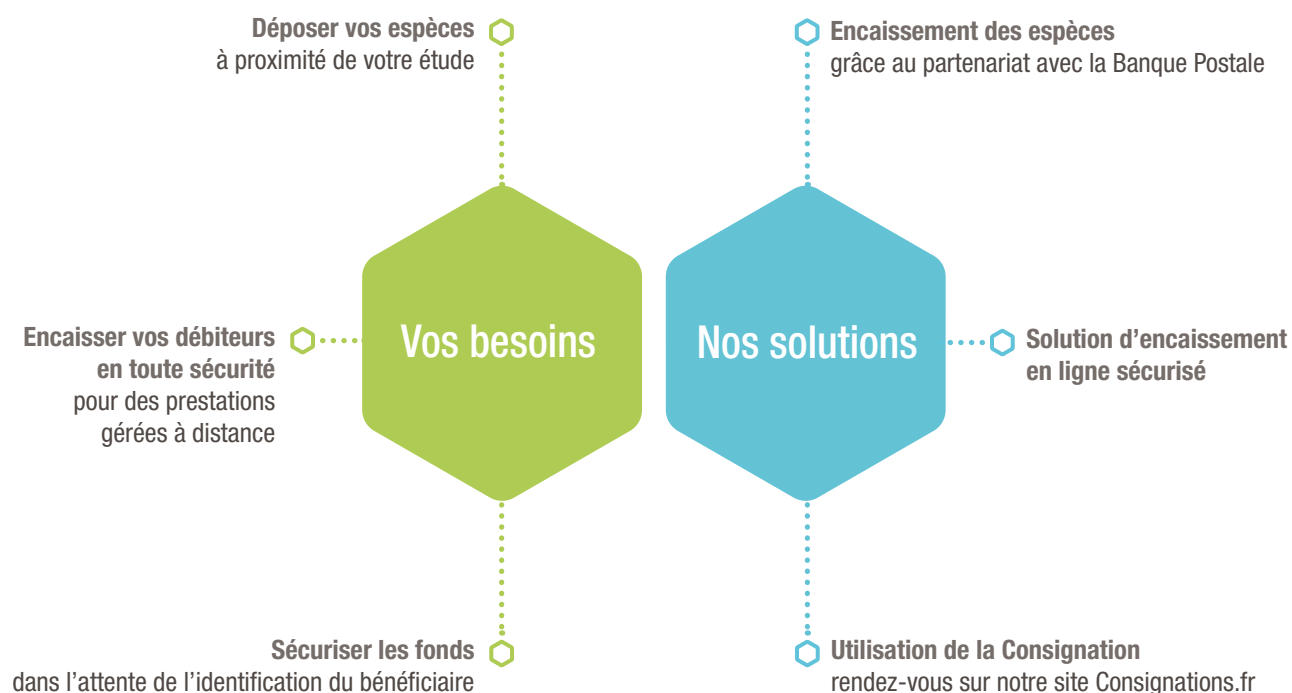 Déposer vos espèces
à proximité de votre étude
Encaisser vos débiteurs
en toute sécurité
pour des prestations
gérées à distance
Vos besoins
Sécuriser les fonds
dans l’attente de l’identification du bénéficiaire
Encaissement des espèces
grâce au partenariat avec la Banque Postale
Nos solutions
Solution d’encaissement
en ligne sécurisé
Utilisation de la Consignation
rendez-vous sur notre site Consignations.fr